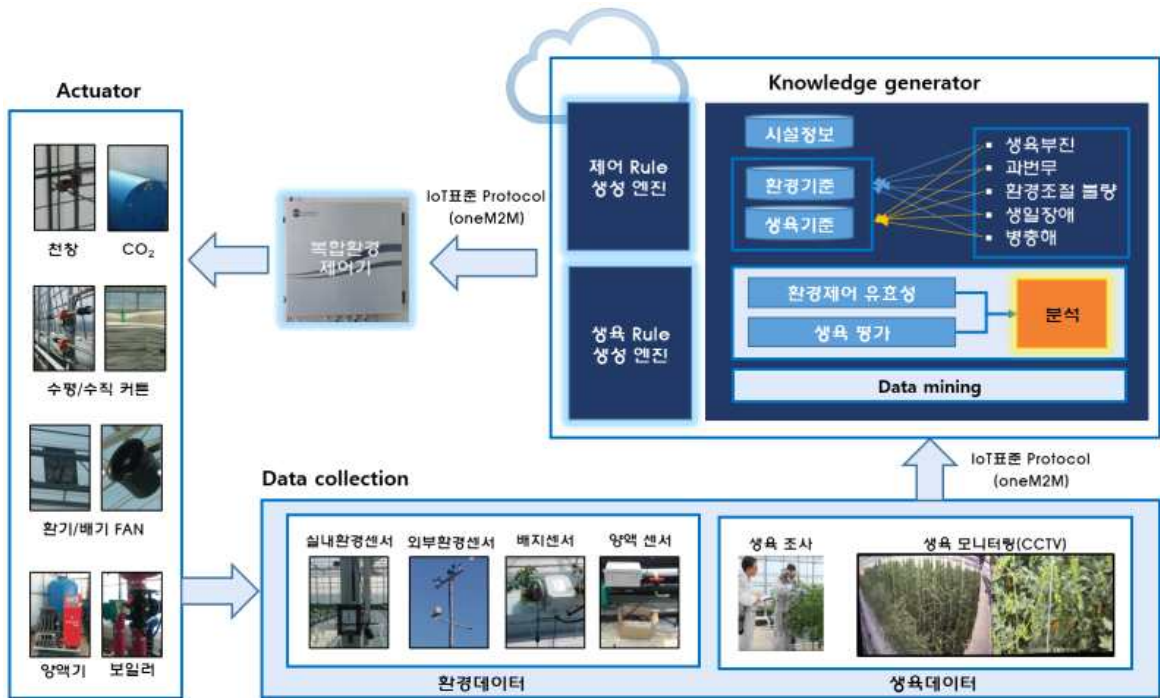 Actuator
천창
CO₂
수평/수직 커튼
환기/배기 FAN
양액기
보일러
복합환경
제어기
IoT표준 Protocol
(oneM2M)
Knowledge generator
제어 Rule
생성 엔진
생육 Rule
생성 엔진
시설정보
환경기준
생육기준
▪ 생육부진
▪ 과번무
▪ 환경조절 불량
▪ 생일장애
▪ 병충해
환경제어 유효성
생육 평가
분석
Data mining
IoT표준 Protocol
(oneM2M)
Data collection
실내환경센서
외부환경센서
배지센서
양액 센서
환경데이터
생육 조사
생육 모니터링(CCTV)
생육데이터